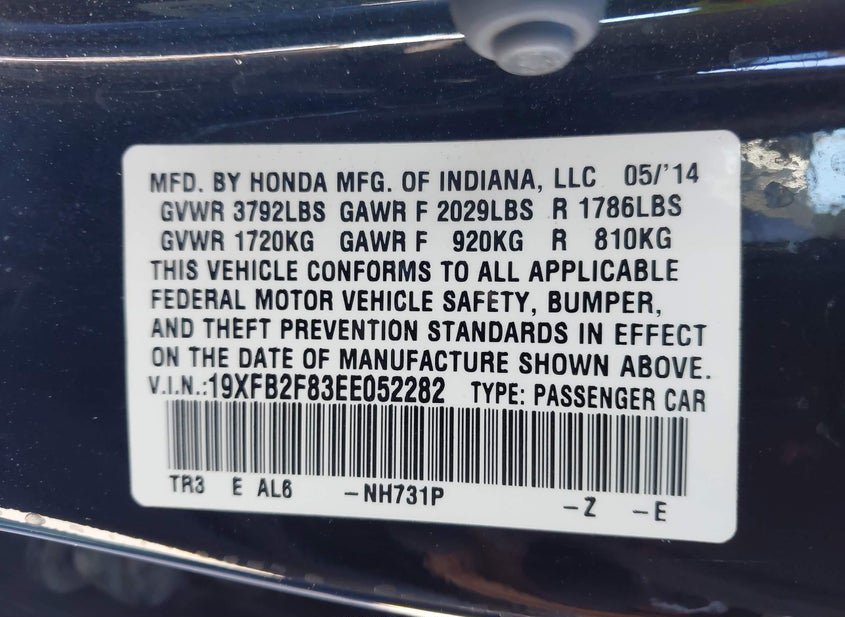 MFD. BY HONDA MFG. OF INDIANA, LLC 05/'14
GVWR 3792LBS GAWR F 2029LBS R 1786LBS
GVWR 1720KG GAWR F 920KG R 810KG
THIS VEHICLE CONFORMS TO ALL APPLICABLE
FEDERAL MOTOR VEHICLE SAFETY, BUMPER,
AND THEFT PREVENTION STANDARDS IN EFFECT
ON THE DATE OF MANUFACTURE SHOWN ABOVE.
V.I.N.:19XFB2F83EE052282 TYPE: PASSENGER CAR
TR3 E AL6 -NH731P -Z -E